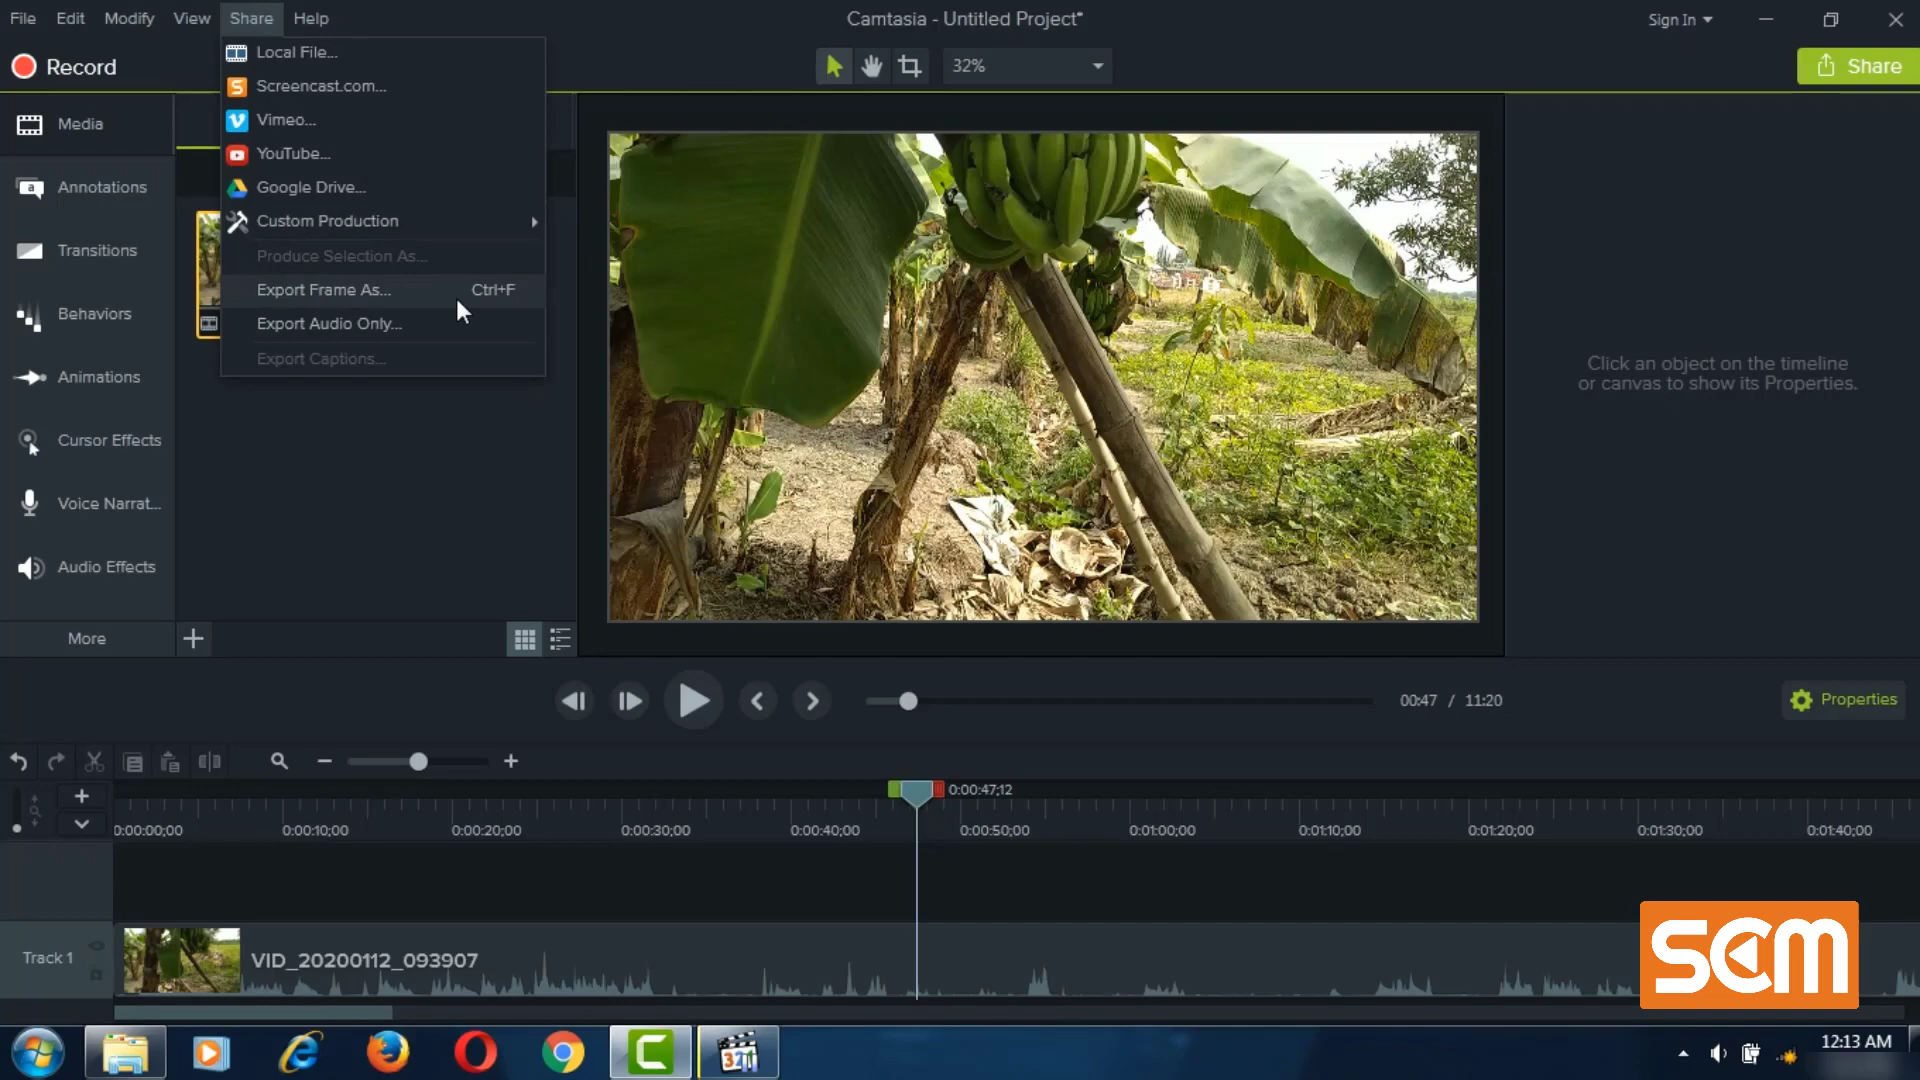 File Edit Modify View Share Help
Camtasia - Untitled Project*
Sign In
Record
32%
Share
Local File...
Screencast.com...
Vimeo...
YouTube...
Google Drive...
Custom Production
Produce Selection As...
Export Frame As... Ctrl+F
Export Audio Only...
Export Captions...
Media
Annotations
Transitions
Behaviors
Animations
Cursor Effects
Voice Narrat...
Audio Effects
More
Click an object on the timeline
or canvas to show its Properties.
00:47 / 11:20
Properties
0:00:47;12
0:00:00;00 0:00:10;00 0:00:20;00 0:00:30;00 0:00:40;00 0:00:50;00 0:01:00;00 0:01:10;00 0:01:20;00 0:01:30;00 0:01:40;00
Track 1
VID_20200112_093907
SCM
321
12:13 AM